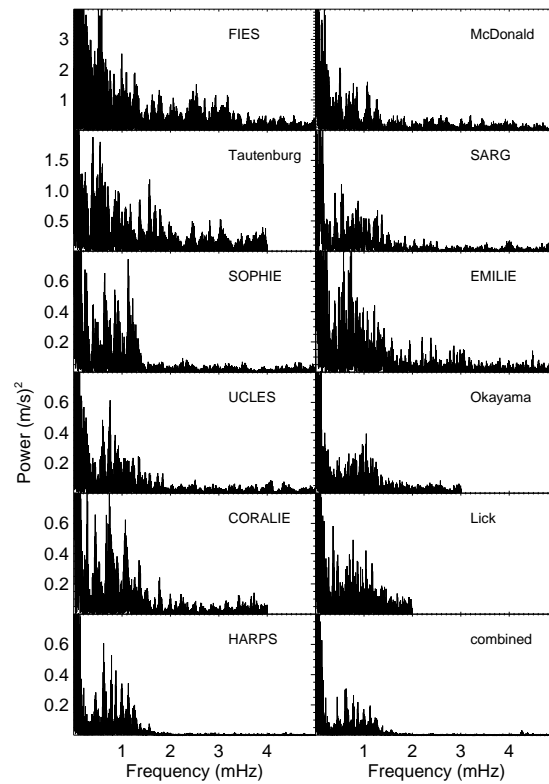 FIES
McDonald
3
2
1
Tautenburg
SARG
1.5
1.0
0.5
SOPHIE
EMILIE
0.6
0.4
0.2
UCLES
Okayama
0.6
0.4
0.2
Power (m/s)²
CORALIE
Lick
0.6
0.4
0.2
HARPS
combined
0.6
0.4
0.2
1 2 3 4
1 2 3 4
Frequency (mHz)
Frequency (mHz)